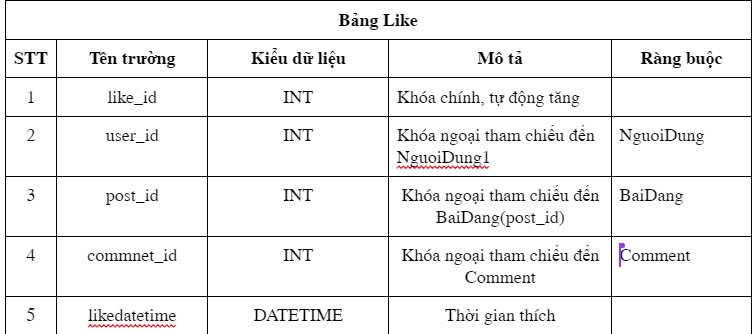 Bảng Like
STT Tên trường Kiểu dữ liệu Mô tả Ràng buộc
1 like_id INT Khóa chính, tự động tăng
2 user_id INT Khóa ngoại tham chiếu đến NguoiDung
NguoiDung1
3 post_id INT Khóa ngoại tham chiếu đến BaiDang
BaiDang(post_id)
4 commnet_id INT Khóa ngoại tham chiếu đến Comment
Comment
5 likedatetime DATETIME Thời gian thích